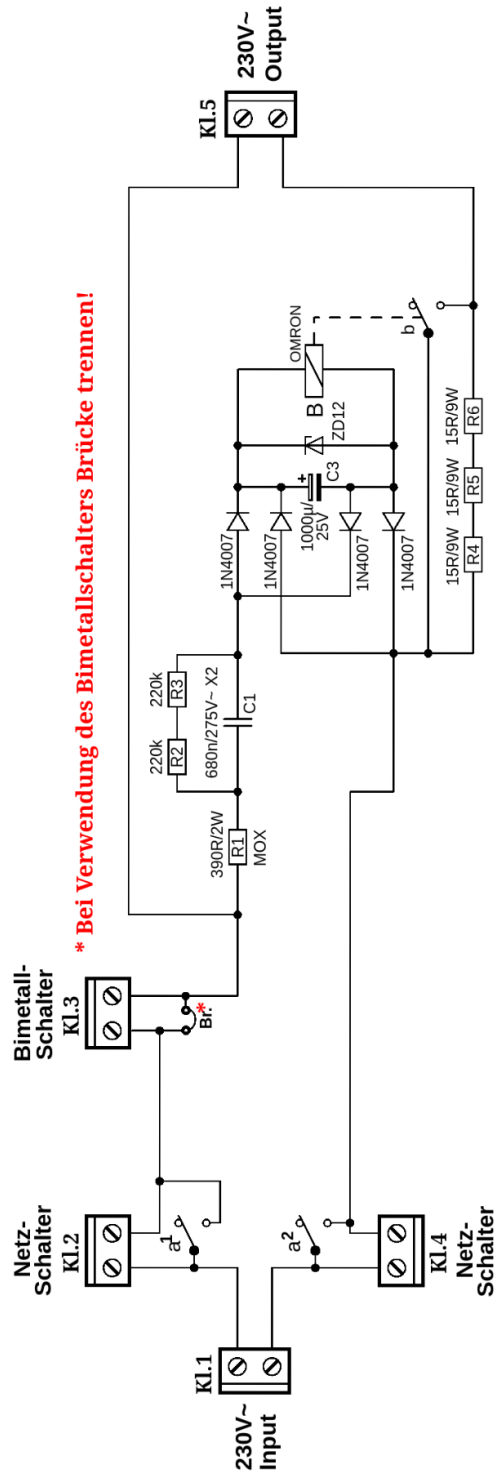 * Bei Verwendung des Bimetallschalters Brücke trennen!
230V~
Input
Kl.1
Netz-
Schalter
Kl.2
a1
Netz-
Schalter
Kl.4
a2
Bimetall-
Schalter
Kl.3
Br.*
390R/2W
R1
MOX
220k
R2
220k
R3
680n/275V~ X2
C1
1N4007
1N4007
1N4007
1N4007
1000µ/
25V
+
C3
ZD12
B
OMRON
b
15R/9W
R4
15R/9W
R5
15R/9W
R6
Kl.5
230V~
Output